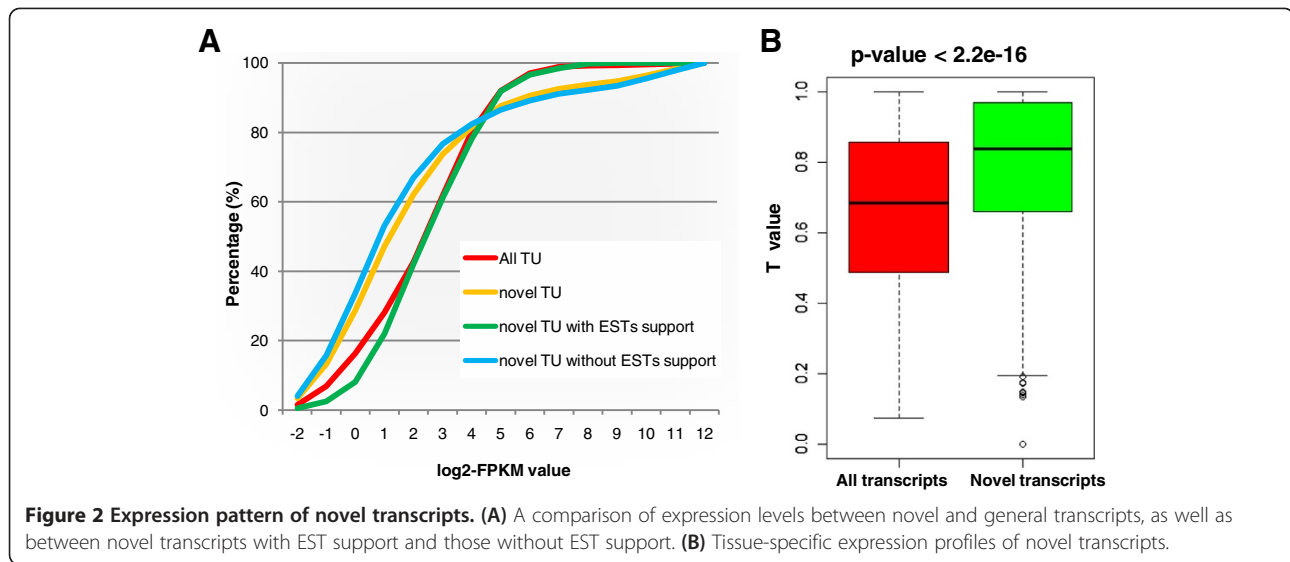 A
Percentage (%)
100
80
60
40
20
0
-2 -1 0 1 2 3 4 5 6 7 8 9 10 11 12
log2-FPKM value
All TU
novel TU
novel TU with ESTs support
novel TU without ESTs support
B
p-value < 2.2e-16
T value
1.0
0.8
0.6
0.4
0.2
0.0
All transcripts Novel transcripts
Figure 2 Expression pattern of novel transcripts. (A) A comparison of expression levels between novel and general transcripts, as well as
between novel transcripts with EST support and those without EST support. (B) Tissue-specific expression profiles of novel transcripts.